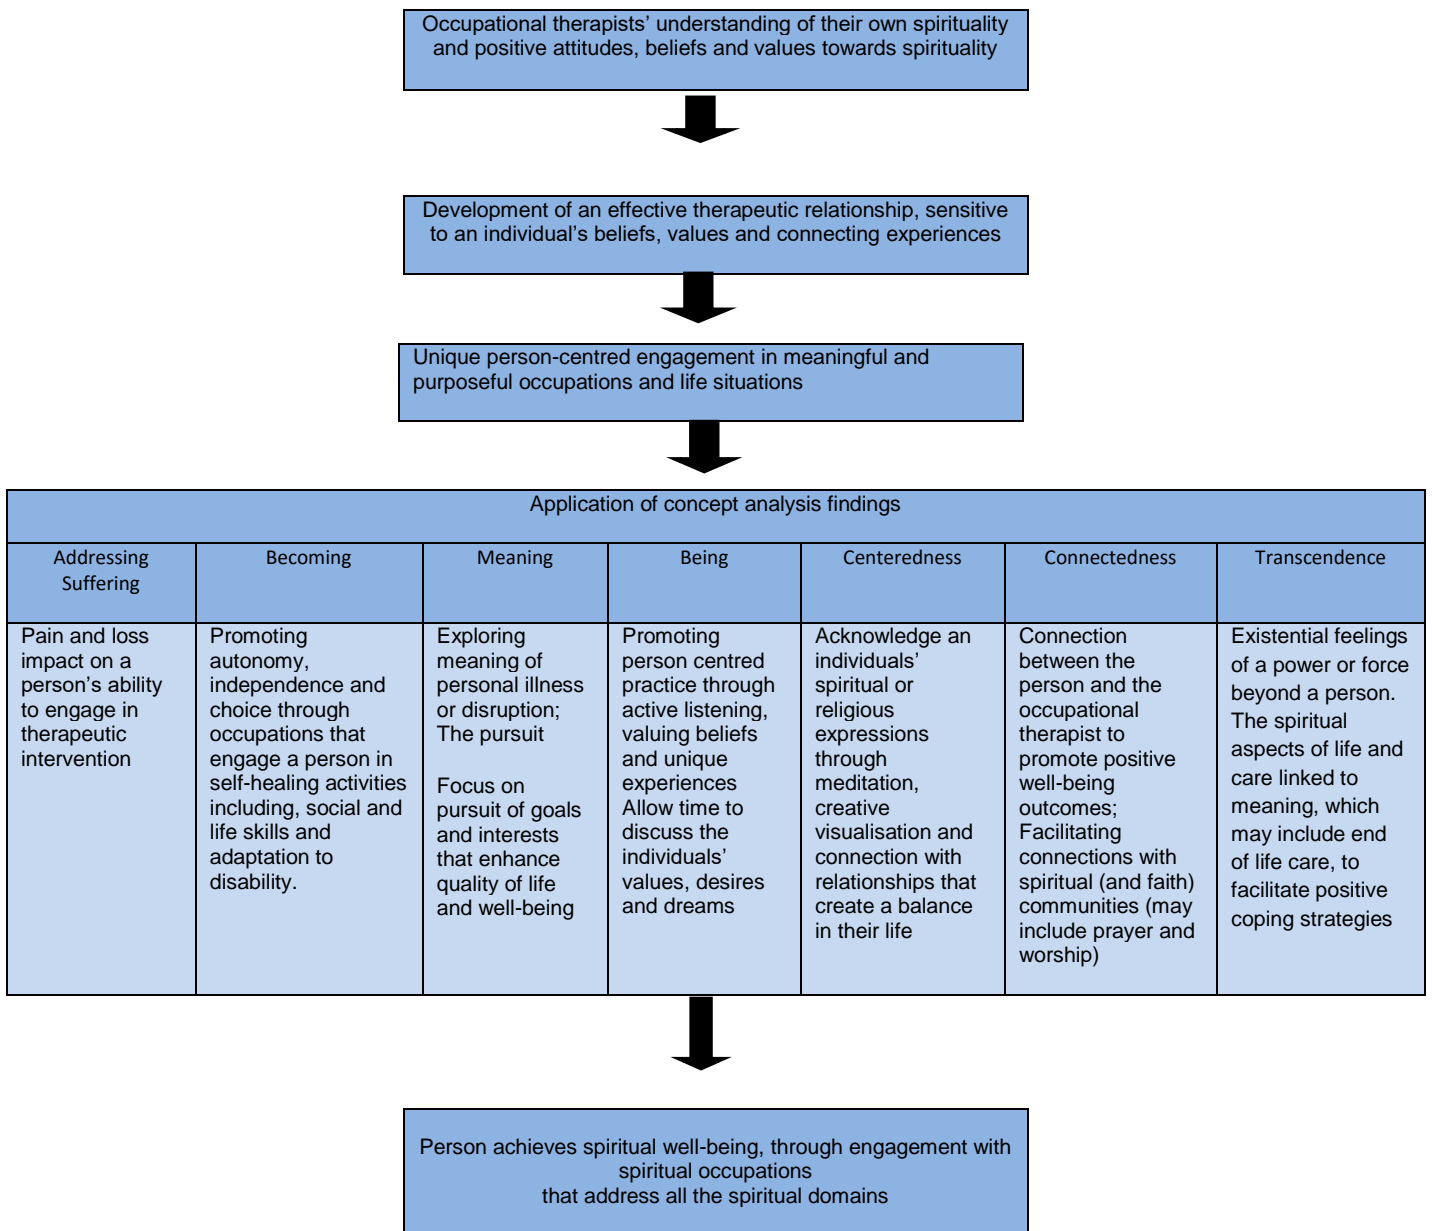 Occupational therapists’ understanding of their own spirituality
and positive attitudes, beliefs and values towards spirituality
Development of an effective therapeutic relationship, sensitive
to an individual’s beliefs, values and connecting experiences
Unique person-centred engagement in meaningful and
purposeful occupations and life situations
Application of concept analysis findings
Addressing
Suffering
Becoming
Meaning
Being
Centeredness
Connectedness
Transcendence
Pain and loss
impact on a
person’s ability
to engage in
therapeutic
intervention
Promoting
autonomy,
independence and
choice through
occupations that
engage a person in
self-healing activities
including, social and
life skills and
adaptation to
disability.
Exploring
meaning of
personal illness
or disruption;
The pursuit
Focus on
pursuit of goals
and interests
that enhance
quality of life
and well-being
Promoting
person centred
practice through
active listening,
valuing beliefs
and unique
experiences
Allow time to
discuss the
individuals’
values, desires
and dreams
Acknowledge an
individuals’
spiritual or
religious
expressions
through
meditation,
creative
visualisation and
connection with
relationships that
create a balance
in their life
Connection
between the
person and the
occupational
therapist to
promote positive
well-being
outcomes;
Facilitating
connections with
spiritual (and faith)
communities (may
include prayer and
worship)
Existential feelings
of a power or force
beyond a person.
The spiritual
aspects of life and
care linked to
meaning, which
may include end
of life care, to
facilitate positive
coping strategies
Person achieves spiritual well-being, through engagement with
spiritual occupations
that address all the spiritual domains